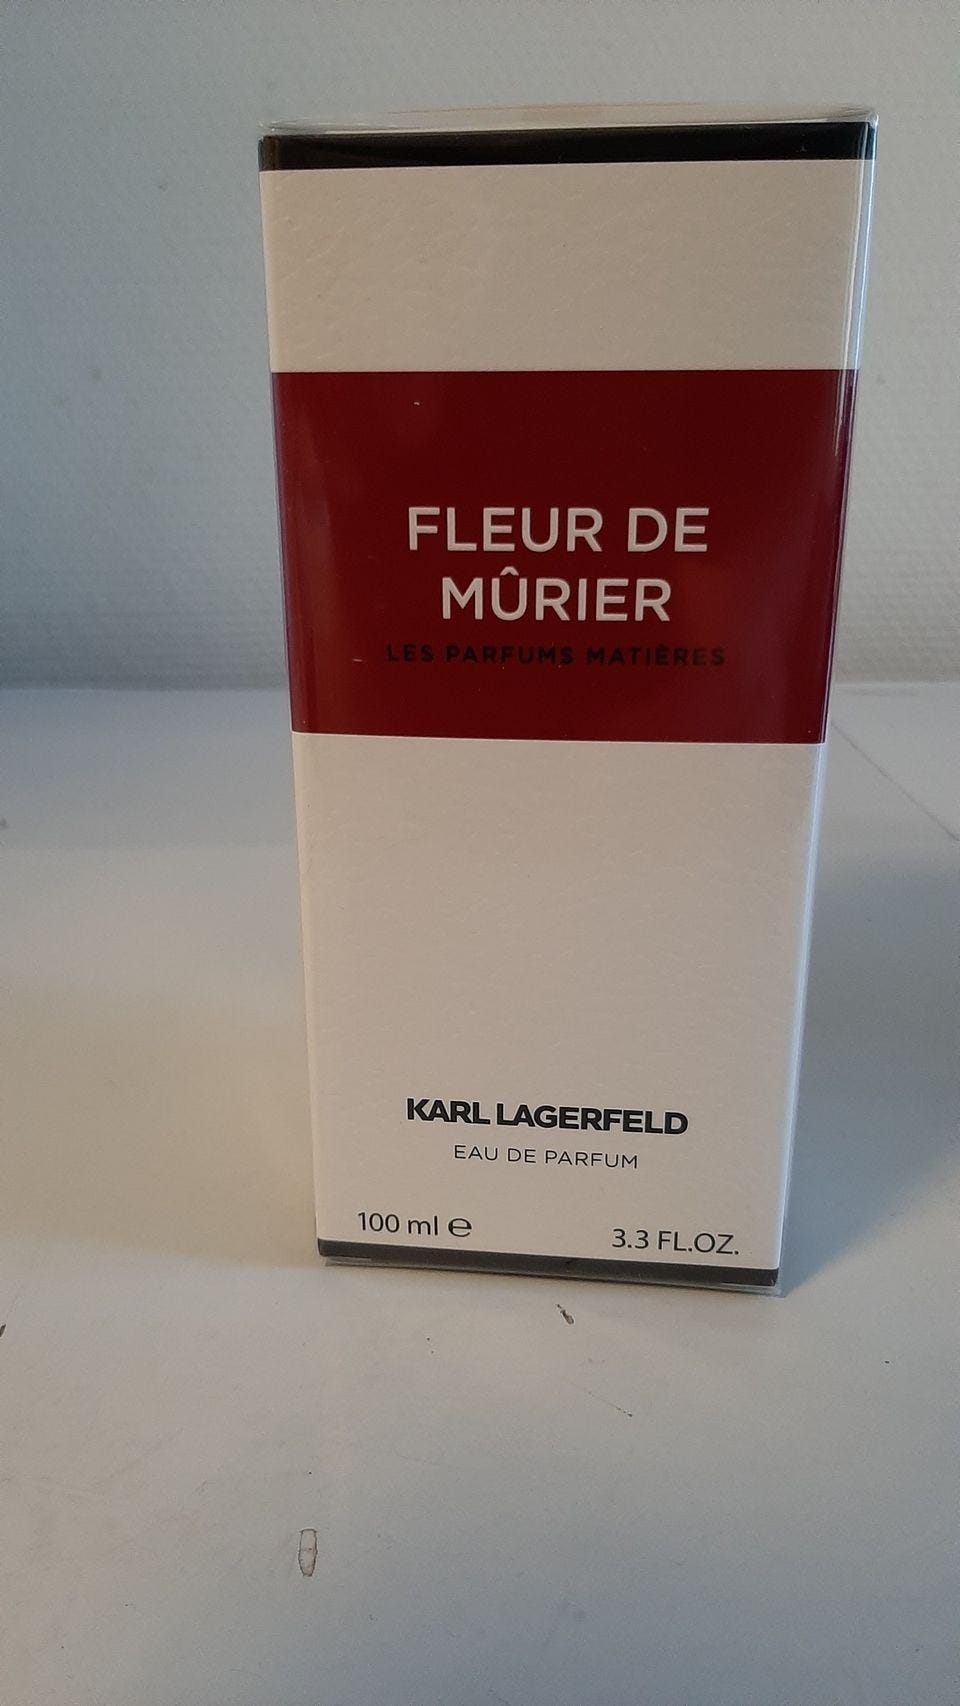 FLEUR DE
MÛRIER
LES PARFUMS MATIÈRES
KARL LAGERFELD
EAU DE PARFUM
100 ml ℮
3.3 FL.OZ.